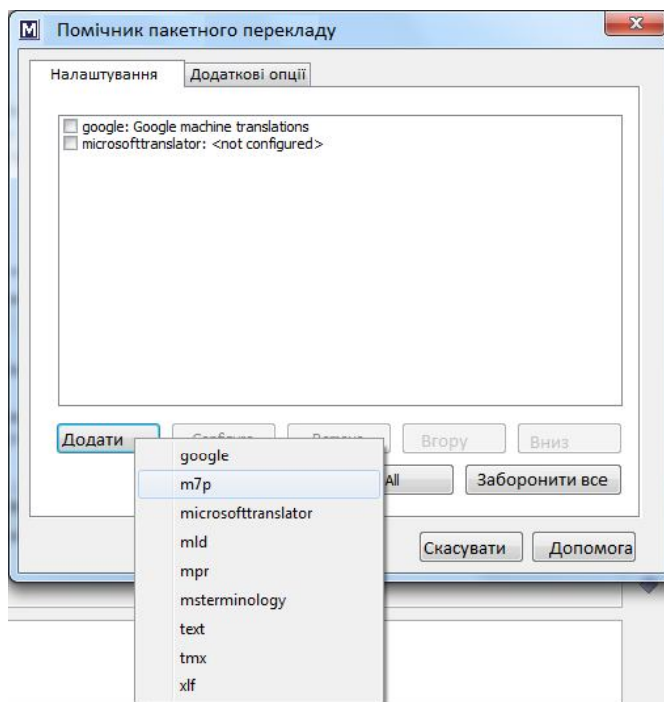 M Помічник пакетного перекладу
Налаштування Додаткові опції
google: Google machine translations
microsofttranslator: <not configured>
Додати Вгору Вниз
google
m7p
All Заборонити все
microsofttranslator
mld
Скасувати Допомога
mpr
msterminology
text
tmx
xlf